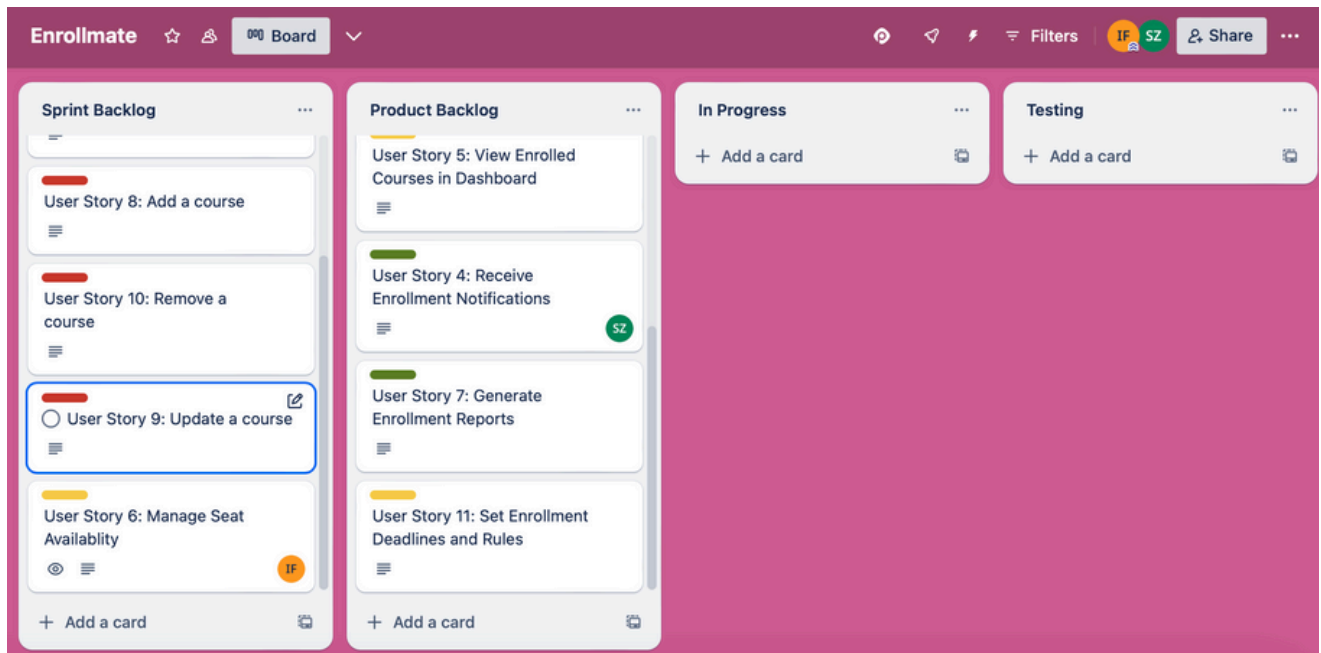 Enrollmate
Board
Filters
IF
SZ
Share
Sprint Backlog
User Story 8: Add a course
User Story 10: Remove a
course
User Story 9: Update a course
User Story 6: Manage Seat
Availablity
IF
+ Add a card
Product Backlog
User Story 5: View Enrolled
Courses in Dashboard
User Story 4: Receive
Enrollment Notifications
SZ
User Story 7: Generate
Enrollment Reports
User Story 11: Set Enrollment
Deadlines and Rules
+ Add a card
In Progress
+ Add a card
Testing
+ Add a card